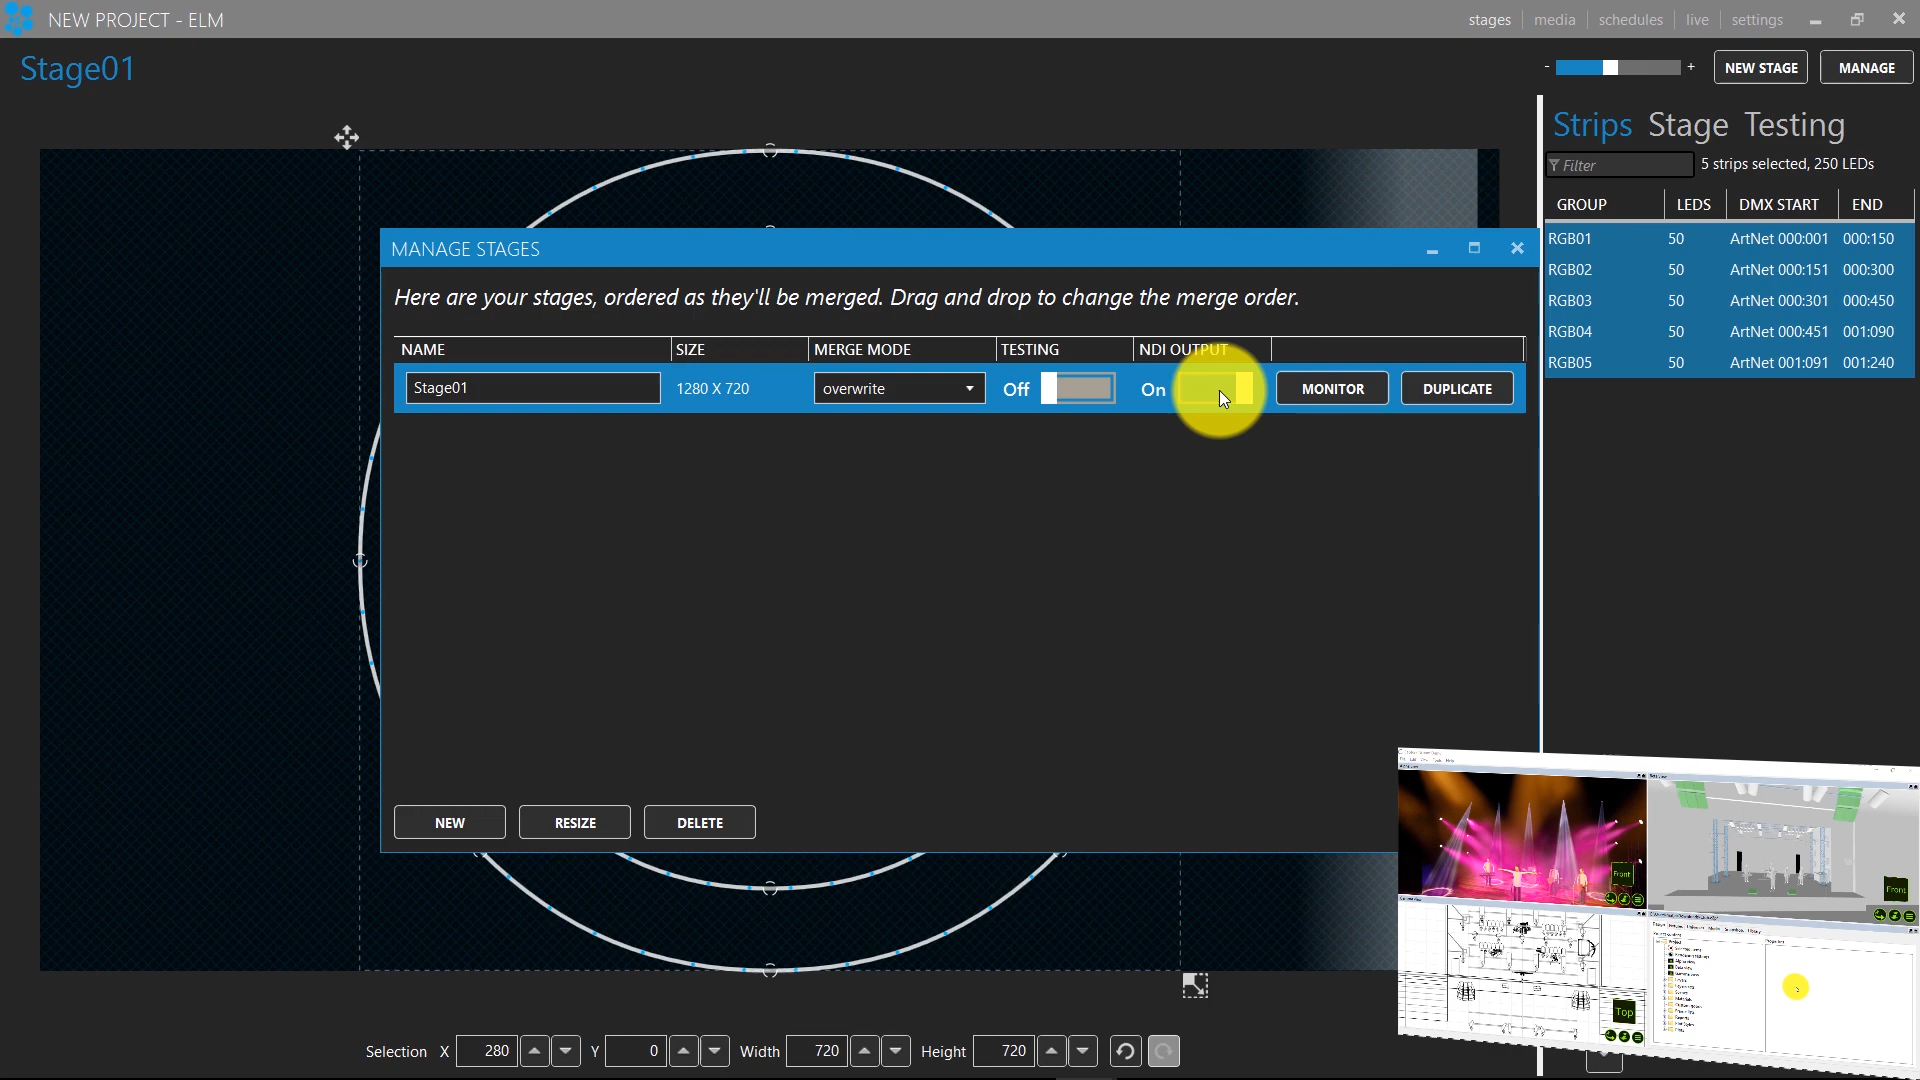 NEW PROJECT - ELM
stages media schedules live settings
Stage01
- +
NEW STAGE
MANAGE
Strips Stage Testing
Filter
5 strips selected, 250 LEDs
GROUP LEDS DMX START END
RGB01 50 ArtNet 000:001 000:150
RGB02 50 ArtNet 000:151 000:300
RGB03 50 ArtNet 000:301 000:450
RGB04 50 ArtNet 000:451 001:090
RGB05 50 ArtNet 001:091 001:240
MANAGE STAGES
Here are your stages, ordered as they'll be merged. Drag and drop to change the merge order.
NAME SIZE MERGE MODE TESTING NDI OUTPUT
Stage01 1280 X 720 overwrite Off On MONITOR DUPLICATE
NEW RESIZE DELETE
Front
Front
Top
Selection X 280 Y 0 Width 720 Height 720